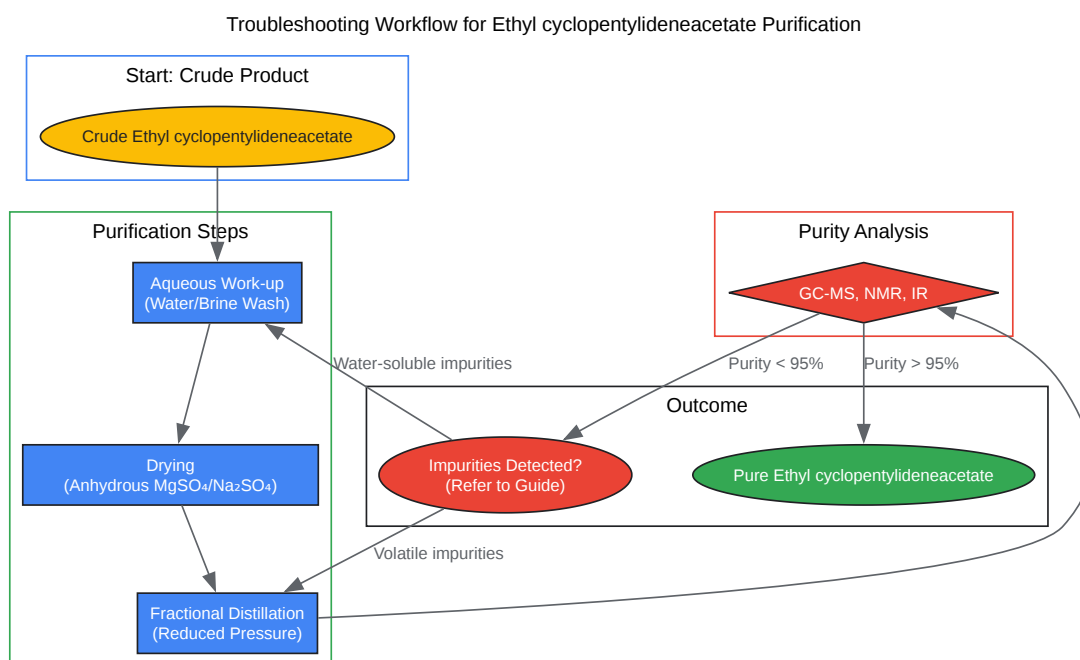 Troubleshooting Workflow for Ethyl cyclopentylideneacetate Purification
Start: Crude Product
Crude Ethyl cyclopentylideneacetate
Purification Steps
Aqueous Work-up
(Water/Brine Wash)
Drying
(Anhydrous MgSO₄/Na₂SO₄)
Fractional Distillation
(Reduced Pressure)
Purity Analysis
GC-MS, NMR, IR
Purity < 95%
Purity > 95%
Water-soluble impurities
Outcome
Impurities Detected?
(Refer to Guide)
Pure Ethyl cyclopentylideneacetate
Volatile impurities